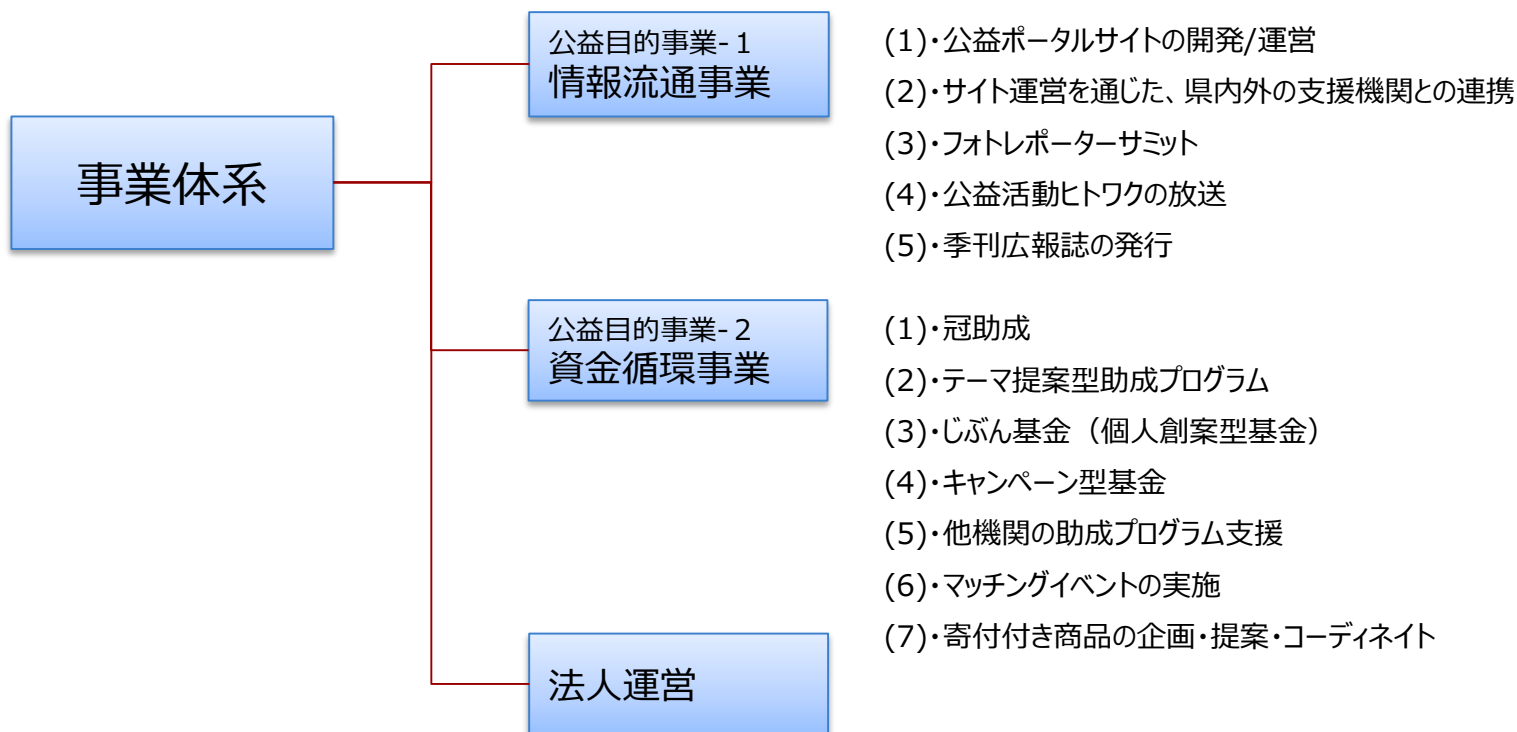 事業体系
公益目的事業-１
情報流通事業
(1)・公益ポータルサイトの開発/運営
(2)・サイト運営を通じた、県内外の支援機関との連携
(3)・フォトレポーターサミット
(4)・公益活動ヒトワクの放送
(5)・季刊広報誌の発行
公益目的事業-２
資金循環事業
(1)・冠助成
(2)・テーマ提案型助成プログラム
(3)・じぶん基金（個人創案型基金）
(4)・キャンペーン型基金
(5)・他機関の助成プログラム支援
(6)・マッチングイベントの実施
(7)・寄付付き商品の企画・提案・コーディネイト
法人運営